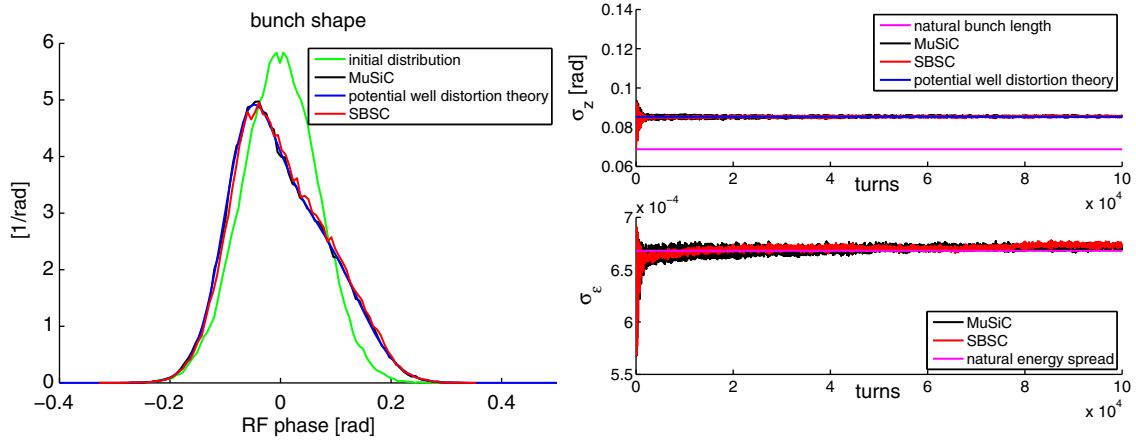 bunch shape
6
5
4
3
2
1
0
[1/rad]
initial distribution
MuSiC
potential well distortion theory
SBSC
−0.4
−0.2
0
0.2
0.4
RF phase [rad]
0.14
0.12
0.1
0.08
0.06
σz [rad]
natural bunch length
MuSiC
SBSC
potential well distortion theory
0
2
4
6
8
10
turns
x 10⁴
x 10⁻⁴
7
6.5
6
5.5
σε
MuSiC
SBSC
natural energy spread
0
2
4
6
8
10
turns
x 10⁴